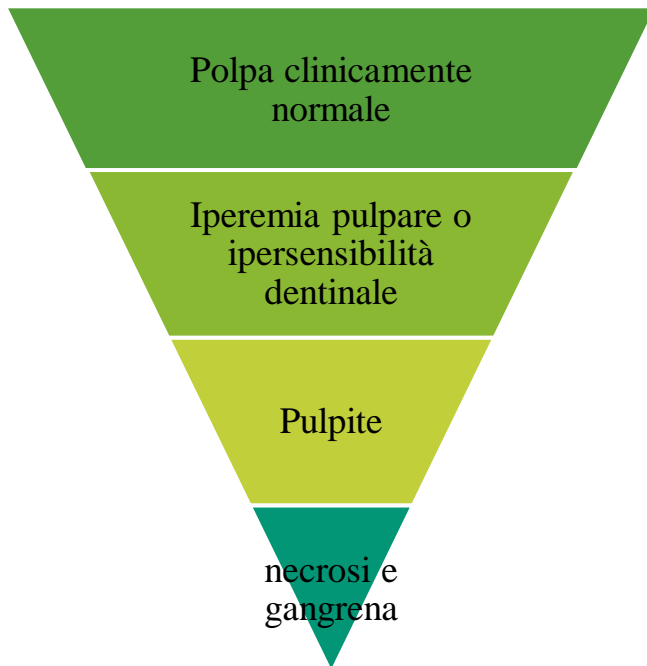 Polpa clinicamente
normale
Iperemia pulpare o
ipersensibilità
dentinale
Pulpite
necrosi e
gangrena